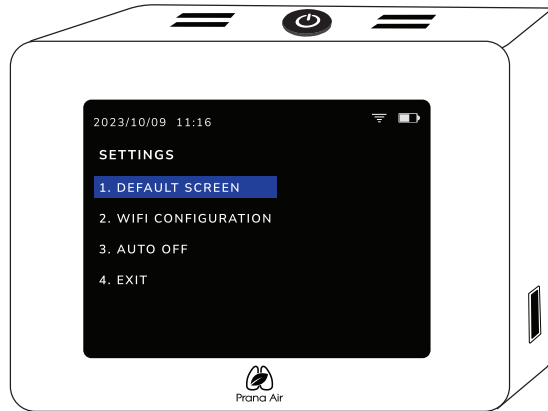 2023/10/09 11:16
SETTINGS
1. DEFAULT SCREEN
2. WIFI CONFIGURATION
3. AUTO OFF
4. EXIT
Prana Air